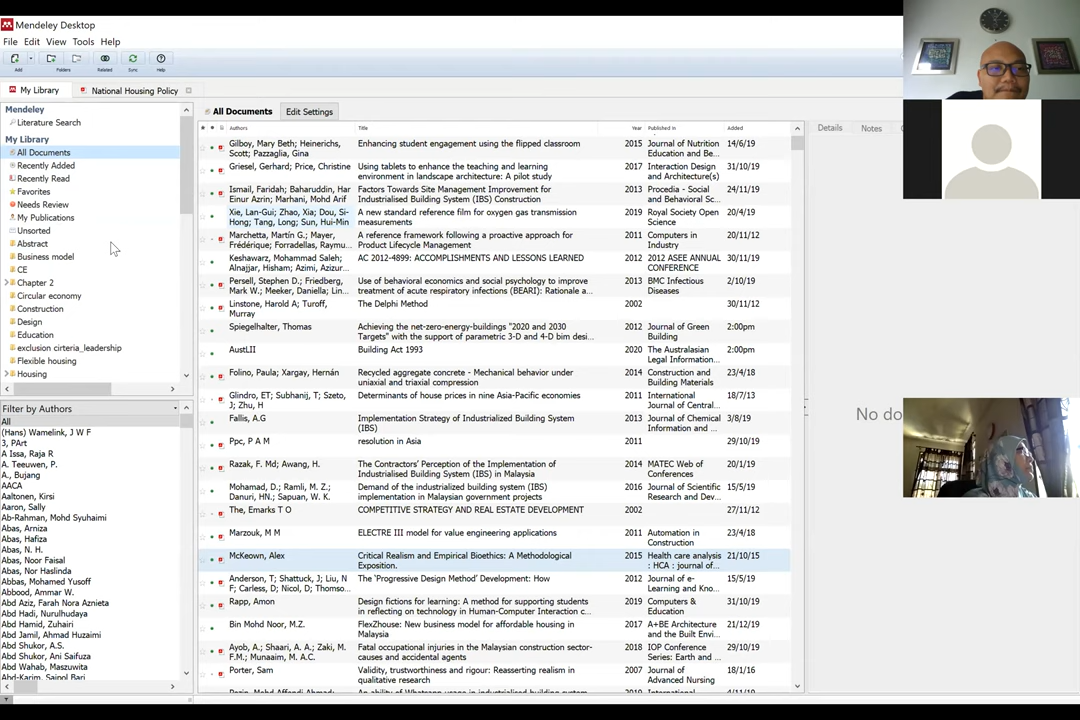 Mendeley Desktop
File Edit View Tools Help
Add Folders Related Sync Help
My Library National Housing Policy
Mendeley
Literature Search
My Library
All Documents
Recently Added
Recently Read
Favorites
Needs Review
My Publications
Unsorted
Abstract
Business model
CE
Chapter 2
Circular economy
Construction
Design
Education
exclusion cirteria_leadership
Flexible housing
Housing
Filter by Authors
All
(Hans) Wamelink, J W F
3, PArt
A Issa, Raja R
A. Teeuwen, P.
A., Bujang
AACA
Aaltonen, Kirsi
Aaron, Sally
Ab-Rahman, Mohd Syuhaimi
Abas, Arniza
Abas, Hafiza
Abas, N. H.
Abas, Noor Faisal
Abas, Nor Haslinda
Abbas, Mohamed Yusoff
Abbood, Ammar W.
Abd Aziz, Farah Nora Aznieta
Abd Hadi, Nurulhudaya
Abd Hamid, Zuhairi
Abd Jamil, Ahmad Huzaimi
Abd Shukor, A.S.
Abd Shukor, Ani Saifuza
Abd Wahab, Maszuwita
Abd-Karim, Saipol Bari
All Documents Edit Settings
Authors Title Year Published In Added
Gilboy, Mary Beth; Heinerichs, Enhancing student engagement using the flipped classroom 2015 Journal of Nutrition 14/6/19
Scott; Pazzaglia, Gina Education and Be...
Griesel, Gerhard; Price, Christine Using tablets to enhance the teaching and learning 2017 Interaction Design 31/10/19
environment in landscape architecture: A pilot study and Architecture(s)
Ismail, Faridah; Baharuddin, Har Factors Towards Site Management Improvement for 2013 Procedia - Social 24/11/19
Einur Azrin; Marhani, Mohd Arif Industrialised Building System (IBS) Construction and Behavioral Sc...
Xie, Lan-Gui; Zhao, Xia; Dou, Si- A new standard reference film for oxygen gas transmission 2019 Royal Society Open 20/4/19
Hong; Tang, Long; Sun, Hui-Min measurements Science
Marchetta, Martín G.; Mayer, A reference framework following a proactive approach for 2011 Computers in 20/11/12
Frédérique; Forradellas, Raymu... Product Lifecycle Management Industry
Keshawarz, Mohammad Saleh; AC 2012-4899: ACCOMPLISHMENTS AND LESSONS LEARNED 2012 2012 ASEE ANNUAL 30/11/12
Alnajjar, Hisham; Azimi, Azizur... CONFERENCE
Persell, Stephen D.; Friedberg, Use of behavioral economics and social psychology to improve 2013 BMC Infectious 2/10/19
Mark W.; Meeker, Daniella; Lin... treatment of acute respiratory infections (BEARI): Rationale a... Diseases
Linstone, Harold A; Turoff, The Delphi Method 2002 30/11/12
Murray
Spiegelhalter, Thomas Achieving the net-zero-energy-buildings "2020 and 2030 2012 Journal of Green 2:00pm
Targets" with the support of parametric 3-D and 4-D bim desi... Building
AustLII Building Act 1993 2020 The Australasian 2:00pm
Legal Information...
Folino, Paula; Xargay, Hernán Recycled aggregate concrete - Mechanical behavior under 2014 Construction and 23/4/18
uniaxial and triaxial compression Building Materials
Glindro, ET; Subhanij, T; Szeto, Determinants of house prices in nine Asia-Pacific economies 2011 International 18/7/13
J; Zhu, H Journal of Central...
Fallis, A.G Implementation Strategy of Industrialized Building System 2013 Journal of Chemical 3/8/19
(IBS) Information and ...
Ppc, P A M resolution in Asia 2011 29/10/19
Razak, F. Md; Awang, H. The Contractors' Perception of the Implementation of 2014 MATEC Web of 20/1/19
Industrialised Building System (IBS) in Malaysia Conferences
Mohamad, D.; Ramli, M. Z.; Demand of the industrialized building system (IBS) 2016 Journal of Scientific 15/5/19
Danuri, HN.; Sapuan, W. K. implementation in Malaysian government projects Research and Dev...
The, Emarks T O COMPETITIVE STRATEGY AND REAL ESTATE DEVELOPMENT 2002 27/11/12
Marzouk, M M ELECTRE III model for value engineering applications 2011 Automation in 23/4/18
Construction
McKeown, Alex Critical Realism and Empirical Bioethics: A Methodological 2015 Health care analysis 21/10/15
Exposition. : HCA : journal of...
Anderson, T; Shattuck, J; Liu, N The 'Progressive Design Method' Development: How 2012 Journal of e- 15/5/19
F; Carless, D; Nicol, D; Thomso... Learning and Kno...
Rapp, Amon Design fictions for learning: A method for supporting students 2019 Computers & 31/10/19
in reflecting on technology in Human-Computer Interaction c... Education
Bin Mohd Noor, M.Z. FlexZhouse: New business model for affordable housing in 2017 A+BE Architecture 21/12/19
Malaysia and the Built Envi...
Ayob, A.; Shaari, A. A.; Zaki, M. Fatal occupational injuries in the Malaysian construction sector- 2018 IOP Conference 29/10/19
F.M.; Munaaim, M. A.C. causes and accidental agents Series: Earth and ...
Porter, Sam Validity, trustworthiness and rigour: Reasserting realism in 2007 Journal of 18/1/16
qualitative research Advanced Nursing
Details Notes
No do